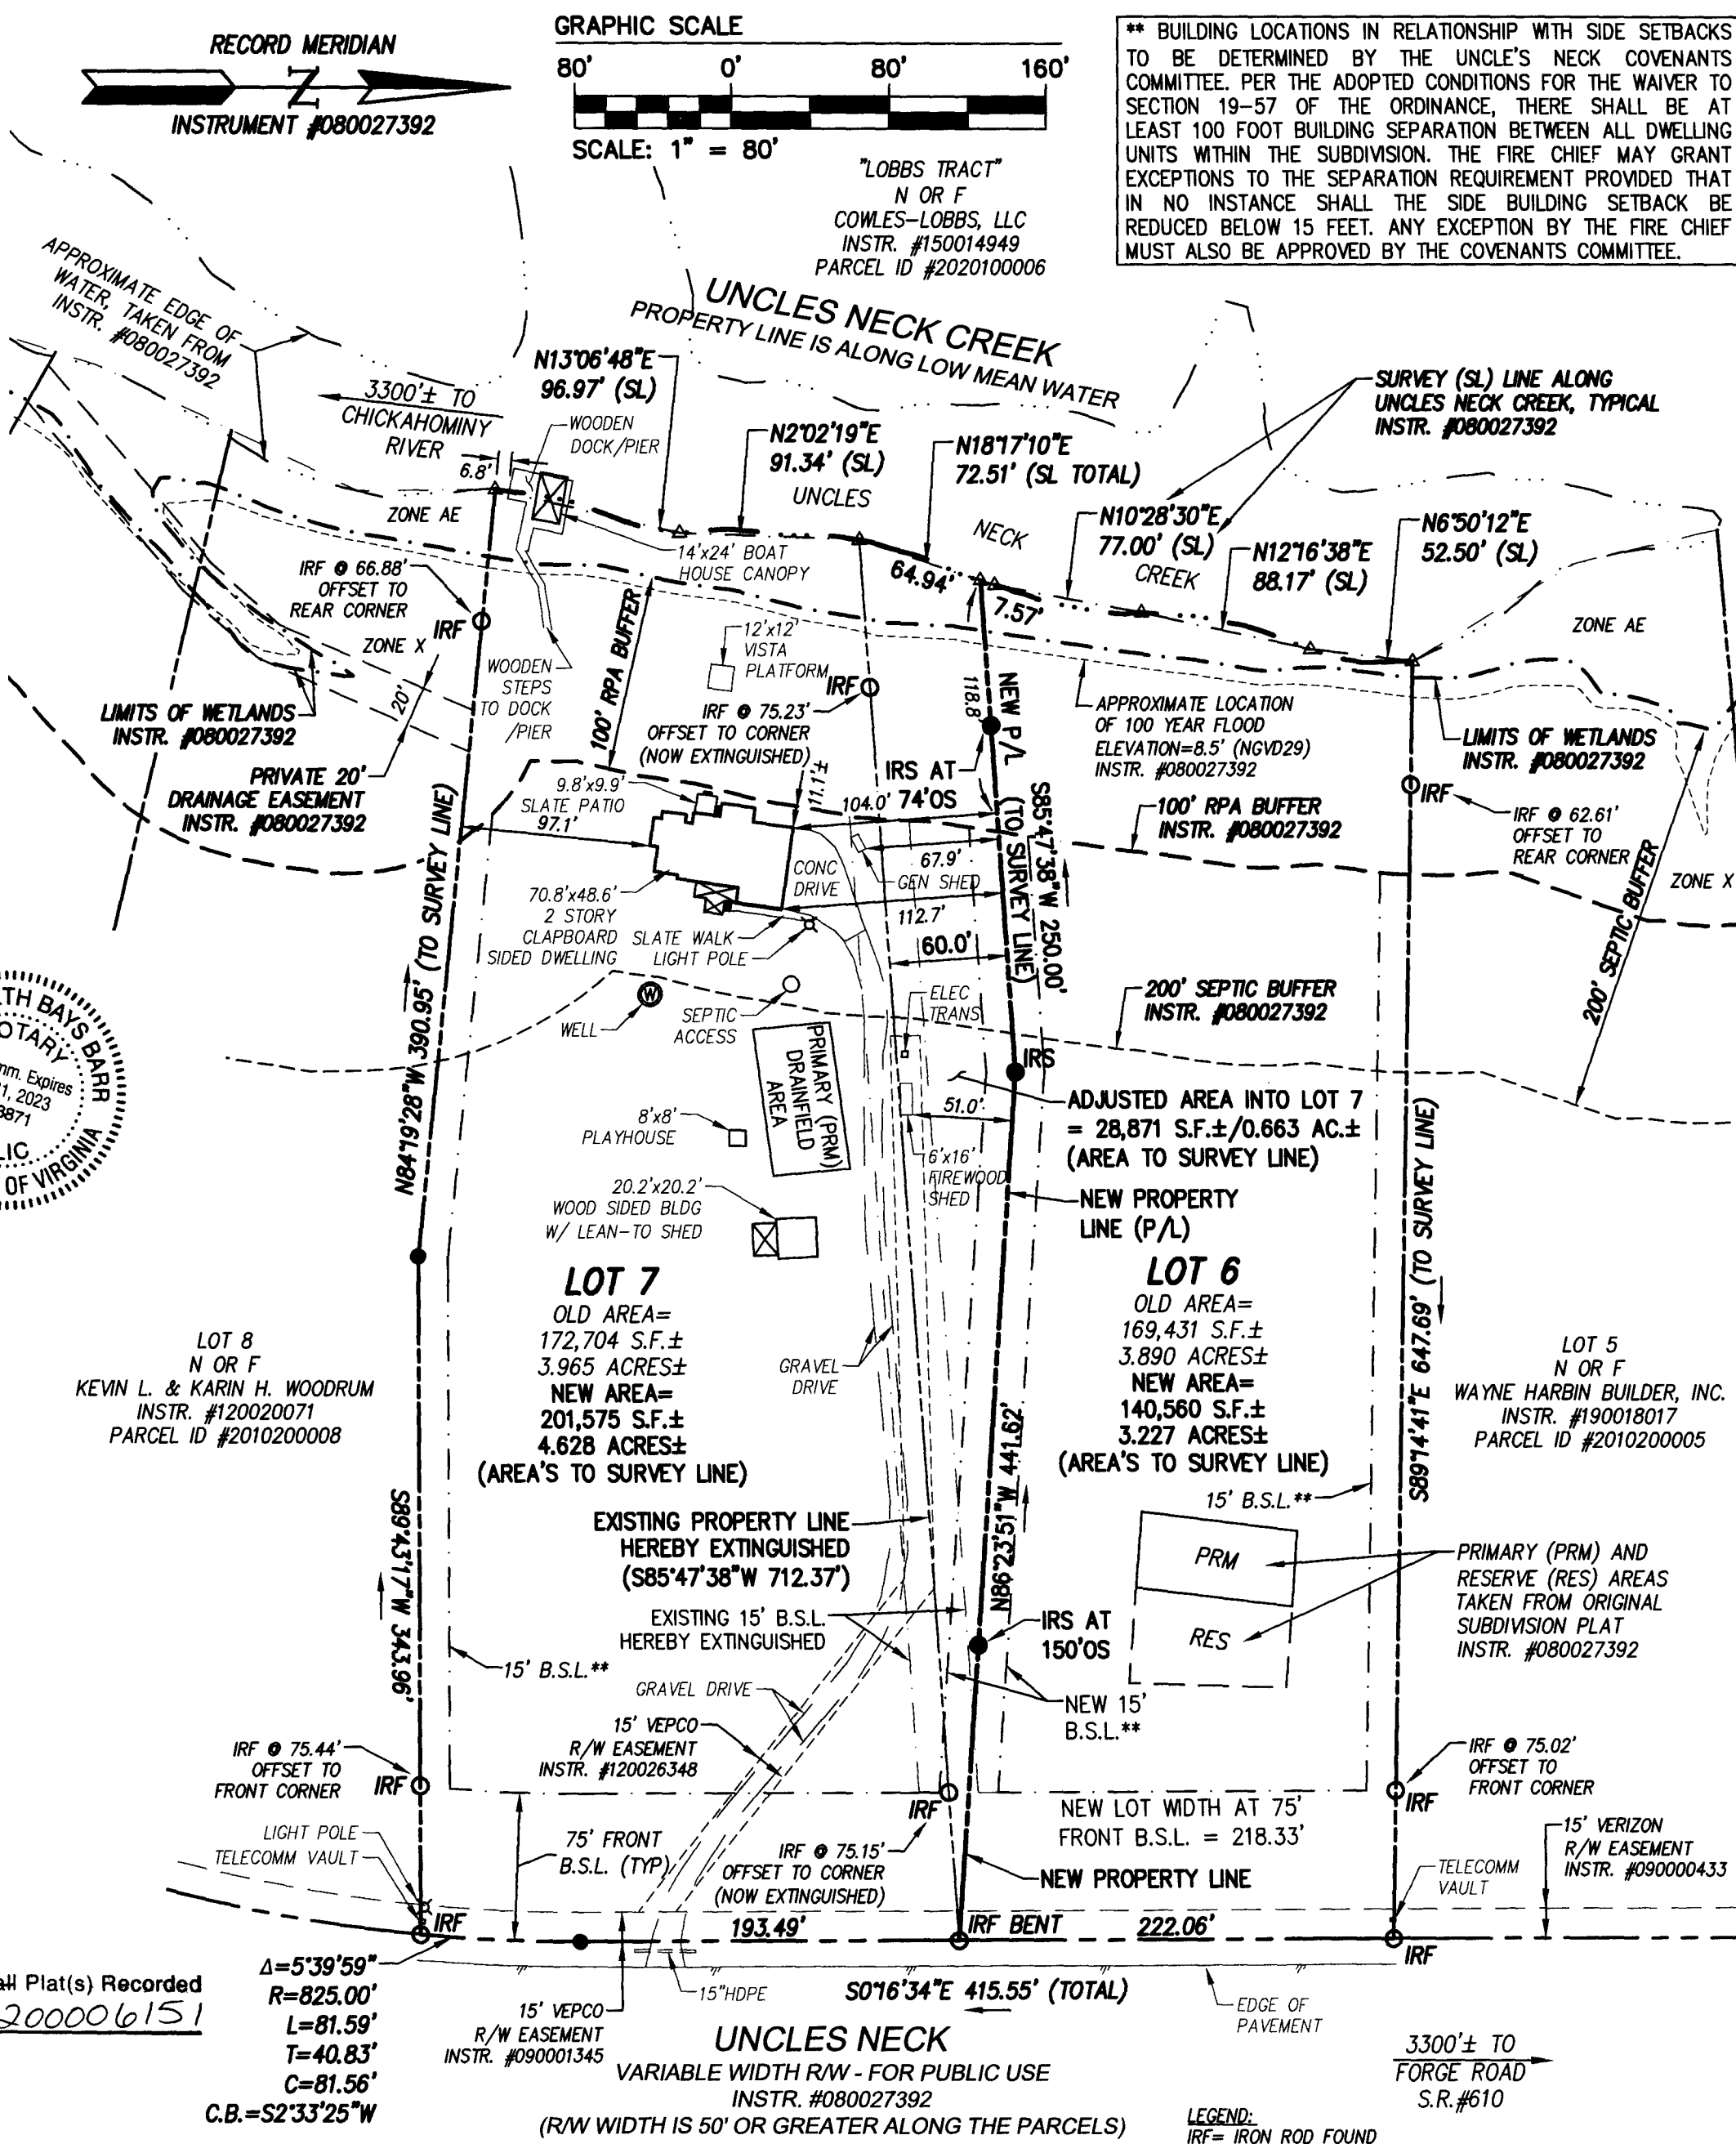 RECORD MERIDIAN
N
INSTRUMENT #080027392
GRAPHIC SCALE
80' 0' 80' 160'
SCALE: 1" = 80'
** BUILDING LOCATIONS IN RELATIONSHIP WITH SIDE SETBACKS
TO BE DETERMINED BY THE UNCLE'S NECK COVENANTS
COMMITTEE. PER THE ADOPTED CONDITIONS FOR THE WAIVER TO
SECTION 19-57 OF THE ORDINANCE, THERE SHALL BE AT
LEAST 100 FOOT BUILDING SEPARATION BETWEEN ALL DWELLING
UNITS WITHIN THE SUBDIVISION. THE FIRE CHIEF MAY GRANT
EXCEPTIONS TO THE SEPARATION REQUIREMENT PROVIDED THAT
IN NO INSTANCE SHALL THE SIDE BUILDING SETBACK BE
REDUCED BELOW 15 FEET. ANY EXCEPTION BY THE FIRE CHIEF
MUST ALSO BE APPROVED BY THE COVENANTS COMMITTEE.
"LOBBS TRACT"
N OR F
COWLES-LOBBS, LLC
INSTR. #150014949
PARCEL ID #2020100006
UNCLES NECK CREEK
PROPERTY LINE IS ALONG LOW MEAN WATER
APPROXIMATE EDGE OF
WATER, TAKEN FROM
INSTR. #080027392
3300'± TO
CHICKAHOMINY
RIVER
6.8'
N13°06'48"E
96.97' (SL)
WOODEN
DOCK/PIER
N2°02'19"E
91.34' (SL)
N18°17'10"E
72.51' (SL TOTAL)
SURVEY (SL) LINE ALONG
UNCLES NECK CREEK, TYPICAL
INSTR. #080027392
UNCLES
NECK
CREEK
N10°28'30"E
77.00' (SL)
N12°16'38"E
88.17' (SL)
N6°50'12"E
52.50' (SL)
ZONE AE
14'x24' BOAT
HOUSE CANOPY
64.94'
7.57'
ZONE AE
IRF @ 66.88'
OFFSET TO
REAR CORNER
IRF
ZONE X
20'
WOODEN
STEPS
TO DOCK
/PIER
100' RPA BUFFER
12'x12'
VISTA
PLATFORM
IRF
IRF @ 75.23'
OFFSET TO CORNER
(NOW EXTINGUISHED)
118.8'
NEW P/L
(TO SURVEY LINE)
S85°47'38"W 250.00'
APPROXIMATE LOCATION
OF 100 YEAR FLOOD
ELEVATION=8.5' (NGVD29)
INSTR. #080027392
LIMITS OF WETLANDS
INSTR. #080027392
LIMITS OF WETLANDS
INSTR. #080027392
PRIVATE 20'
DRAINAGE EASEMENT
INSTR. #080027392
IRS AT
74'OS
11.1'±
104.0'
9.8'x9.9'
SLATE PATIO
97.1'
100' RPA BUFFER
INSTR. #080027392
IRF
IRF @ 62.61'
OFFSET TO
REAR CORNER
ZONE X
200' SEPTIC BUFFER
CONC
DRIVE
67.9'
GEN SHED
112.7'
60.0'
70.8'x48.6'
2 STORY
CLAPBOARD
SIDED DWELLING
SLATE WALK
LIGHT POLE
N84°19'28"W 390.95' (TO SURVEY LINE)
W
WELL
SEPTIC
ACCESS
ELEC
TRANS
200' SEPTIC BUFFER
INSTR. #080027392
PRIMARY (PRM)
DRAINFIELD
AREA
IRS
51.0'
ADJUSTED AREA INTO LOT 7
= 28,871 S.F.±/0.663 AC.±
(AREA TO SURVEY LINE)
8'x8'
PLAYHOUSE
6'x16'
FIREWOOD
SHED
20.2'x20.2'
WOOD SIDED BLDG
W/ LEAN-TO SHED
NEW PROPERTY
LINE (P/L)
TH BAYS BARR
OTARY
mm. Expires
1, 2023
3871
LIC
OF VIRGINIA
LOT 7
OLD AREA=
172,704 S.F.±
3.965 ACRES±
NEW AREA=
201,575 S.F.±
4.628 ACRES±
(AREA'S TO SURVEY LINE)
LOT 6
OLD AREA=
169,431 S.F.±
3.890 ACRES±
NEW AREA=
140,560 S.F.±
3.227 ACRES±
(AREA'S TO SURVEY LINE)
LOT 8
N OR F
KEVIN L. & KARIN H. WOODRUM
INSTR. #120020071
PARCEL ID #2010200008
GRAVEL
DRIVE
LOT 5
N OR F
WAYNE HARBIN BUILDER, INC.
INSTR. #190018017
PARCEL ID #2010200005
S89°14'41"E 647.69' (TO SURVEY LINE)
N86°23'51"W 441.62'
S89°43'17"W 343.96'
15' B.S.L.**
EXISTING PROPERTY LINE
HEREBY EXTINGUISHED
(S85°47'38"W 712.37')
EXISTING 15' B.S.L.
HEREBY EXTINGUISHED
PRM
RES
PRIMARY (PRM) AND
RESERVE (RES) AREAS
TAKEN FROM ORIGINAL
SUBDIVISION PLAT
INSTR. #080027392
15' B.S.L.**
IRS AT
150'OS
GRAVEL DRIVE
NEW 15'
B.S.L.**
15' VEPCO
R/W EASEMENT
INSTR. #120026348
IRF @ 75.44'
OFFSET TO
FRONT CORNER
IRF
IRF
IRF @ 75.02'
OFFSET TO
FRONT CORNER
IRF
75' FRONT
B.S.L. (TYP)
IRF @ 75.15'
OFFSET TO CORNER
(NOW EXTINGUISHED)
NEW LOT WIDTH AT 75'
FRONT B.S.L. = 218.33'
NEW PROPERTY LINE
LIGHT POLE
TELECOMM VAULT
TELECOMM
VAULT
15' VERIZON
R/W EASEMENT
INSTR. #090000433
IRF
193.49'
IRF BENT
222.06'
IRF
Δ=5°39'59"
R=825.00'
L=81.59'
T=40.83'
C=81.56'
C.B.=S2°33'25"W
all Plat(s) Recorded
200006151
15' VEPCO
R/W EASEMENT
INSTR. #090001345
15"HDPE
S0°16'34"E 415.55' (TOTAL)
EDGE OF
PAVEMENT
UNCLES NECK
VARIABLE WIDTH R/W - FOR PUBLIC USE
INSTR. #080027392
(R/W WIDTH IS 50' OR GREATER ALONG THE PARCELS)
3300'± TO
FORGE ROAD
S.R.#610
LEGEND:
IRF= IRON ROD FOUND